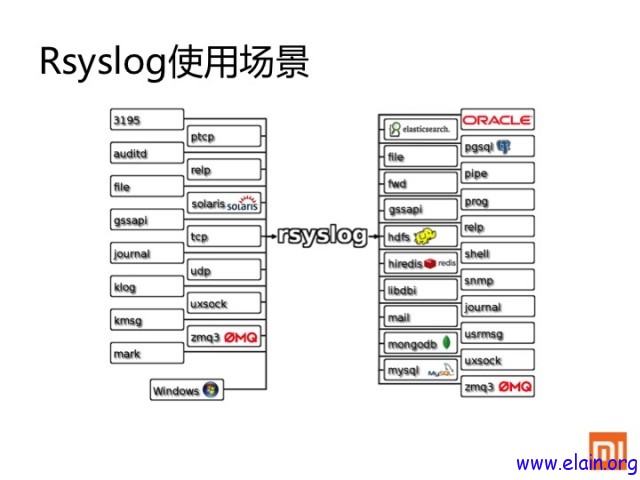 Rsyslog使用场景
3195
ptcp
auditd
relp
file
solaris SOLARIS
gssapi
tcp
journal
udp
klog
uxsock
kmsg
zmq3 ØMQ
mark
Windows
rsyslog
ORACLE
elasticsearch.
pgsql
file
pipe
fwd
prog
gssapi
relp
hdfs
shell
hiredis redis
snmp
libdbi
journal
mail
usrmsg
mongodb
uxsock
mysql MySQL
zmq3 ØMQ
mi
www.elain.org